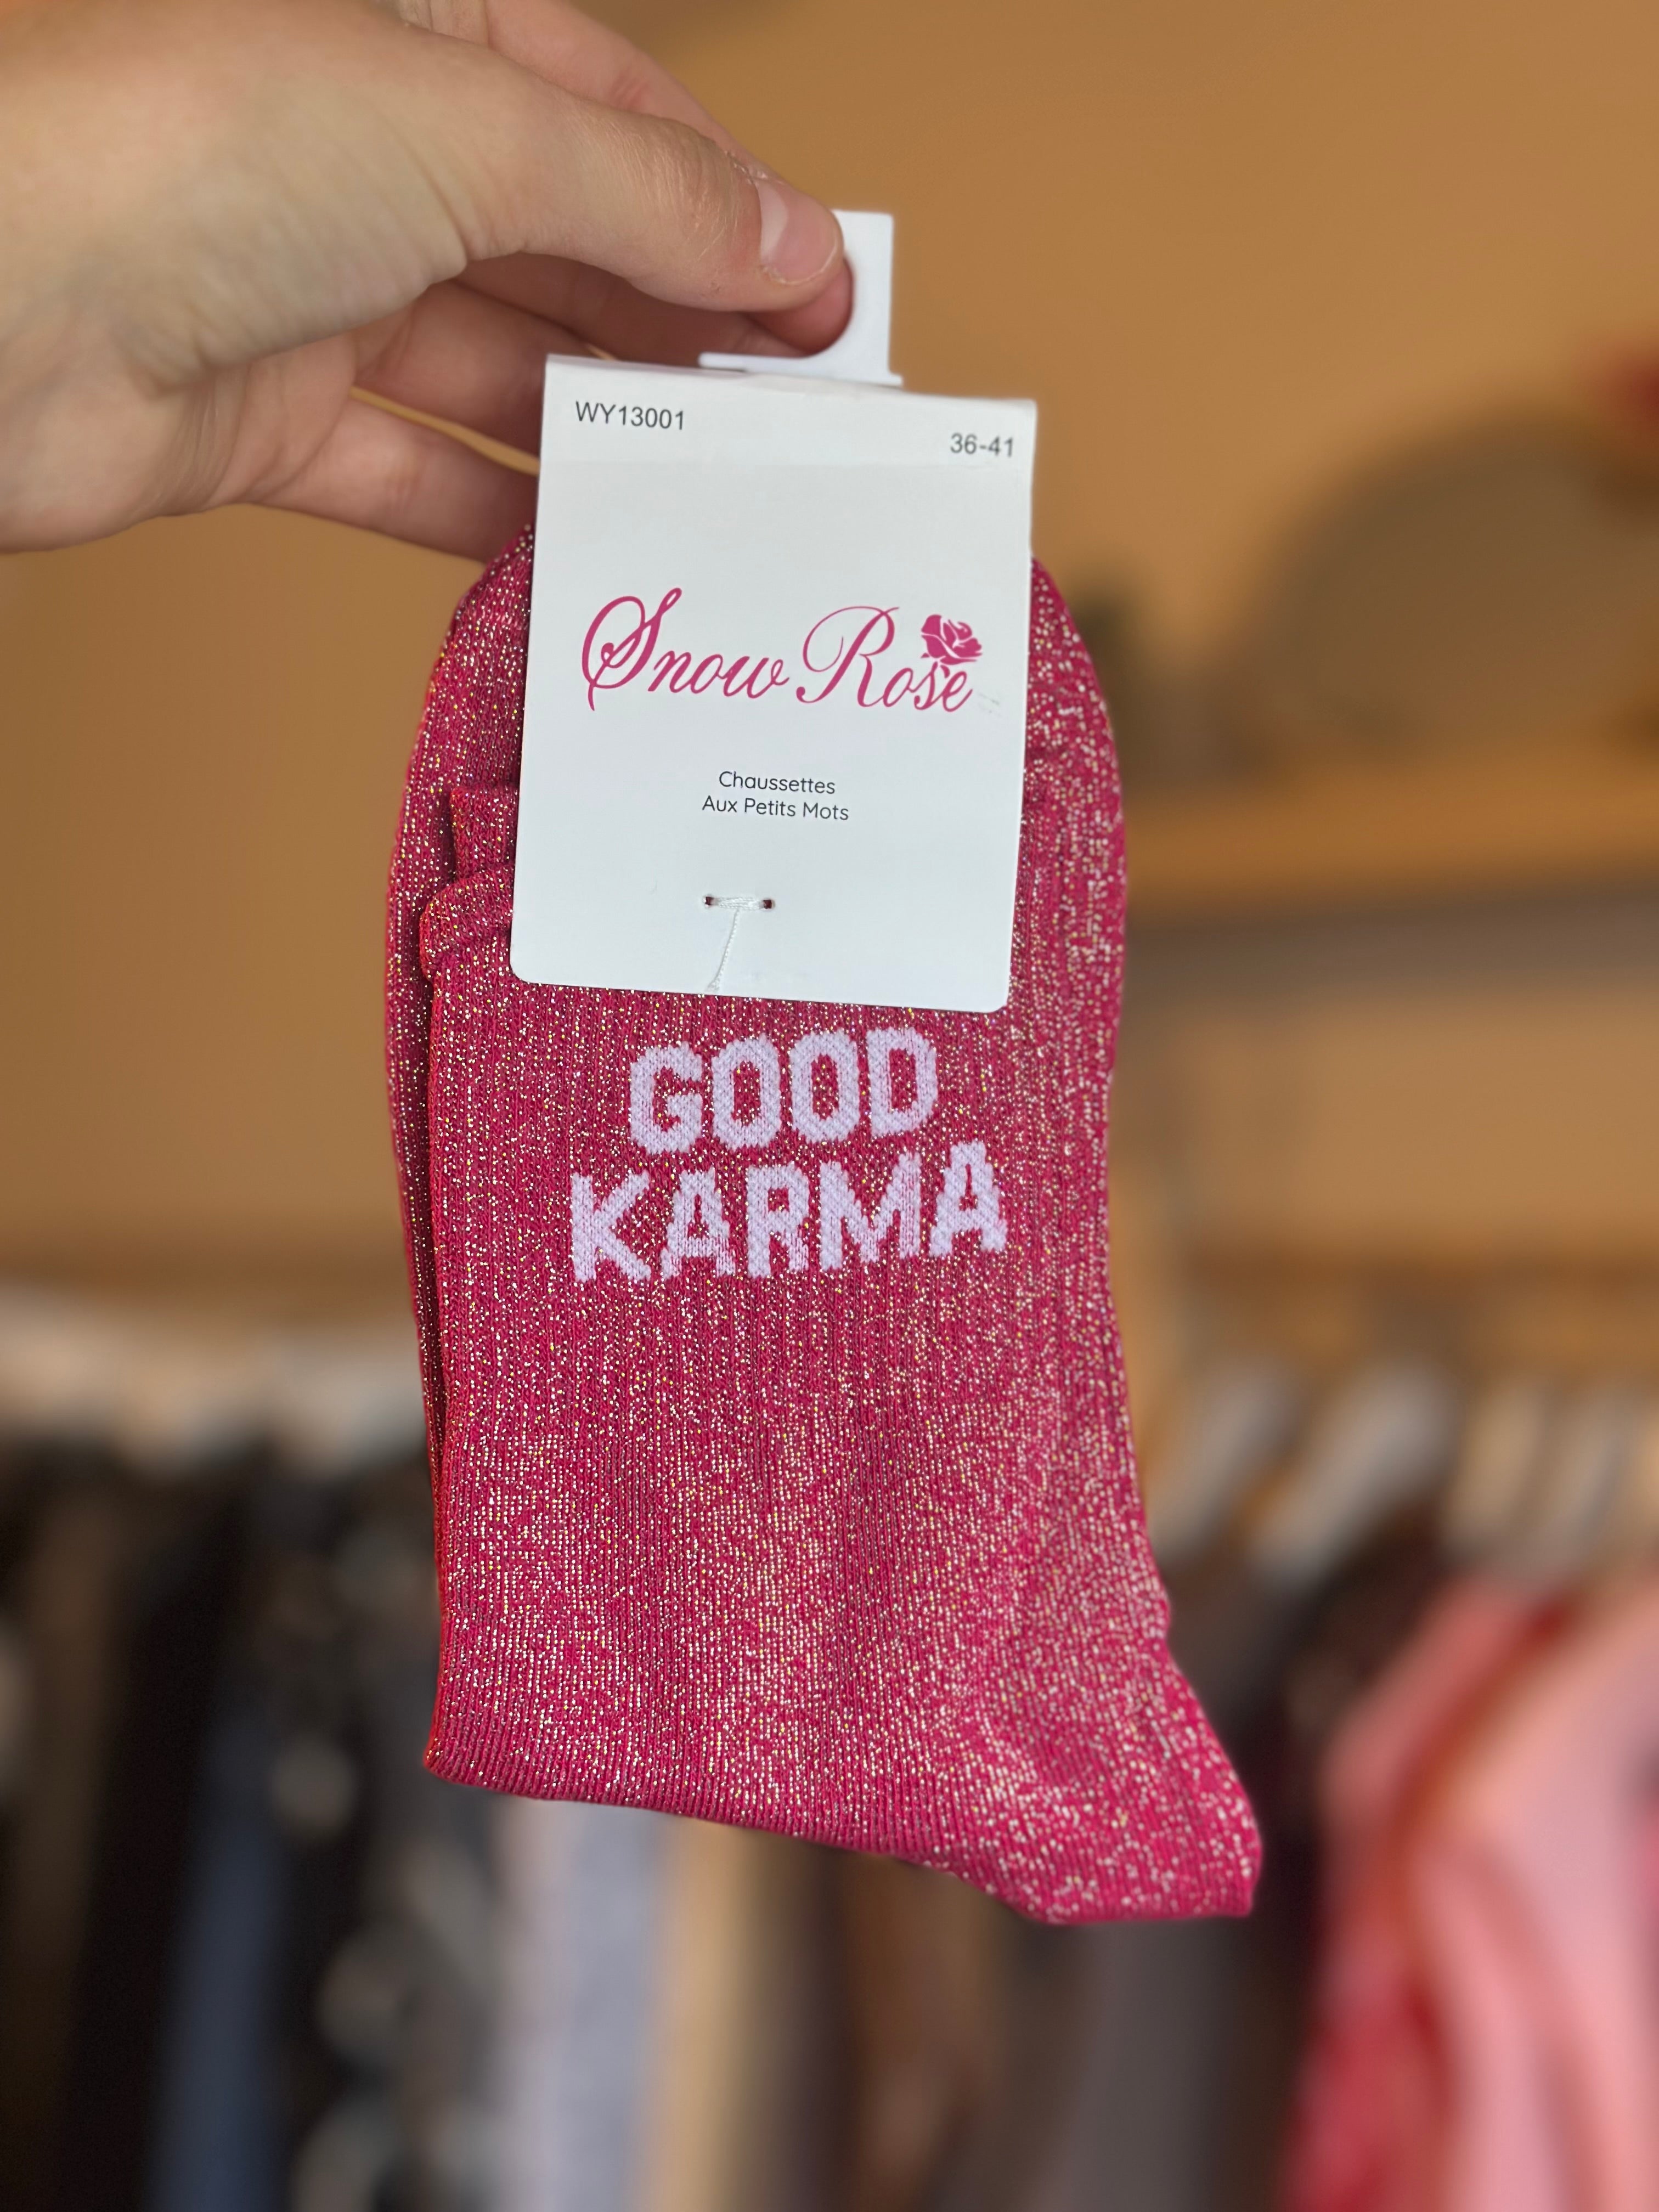 WY13001
36-41
Snow Rose
Chaussettes
Aux Petits Mots
GOOD
KARMA